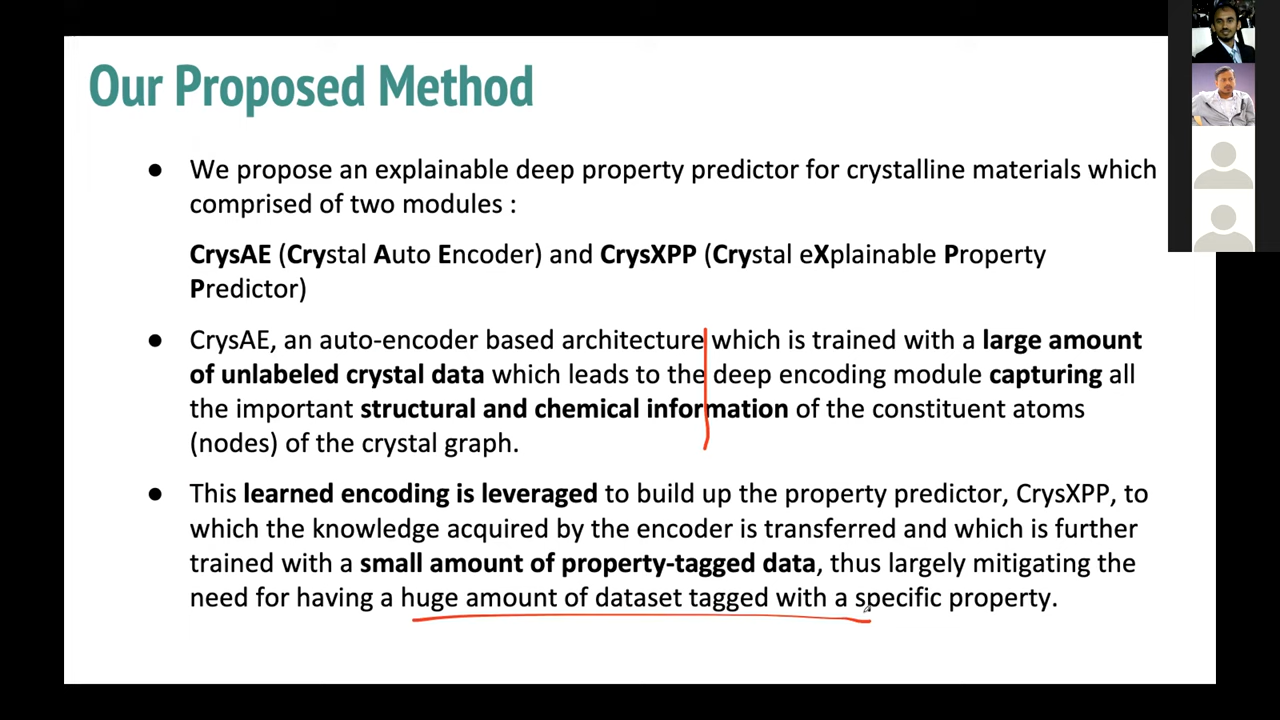 Our Proposed Method
● We propose an explainable deep property predictor for crystalline materials which
comprised of two modules :
CrysAE (Crystal Auto Encoder) and CrysXPP (Crystal eXplainable Property
Predictor)
● CrysAE, an auto-encoder based architecture which is trained with a large amount
of unlabeled crystal data which leads to the deep encoding module capturing all
the important structural and chemical information of the constituent atoms
(nodes) of the crystal graph.
● This learned encoding is leveraged to build up the property predictor, CrysXPP, to
which the knowledge acquired by the encoder is transferred and which is further
trained with a small amount of property-tagged data, thus largely mitigating the
need for having a huge amount of dataset tagged with a specific property.